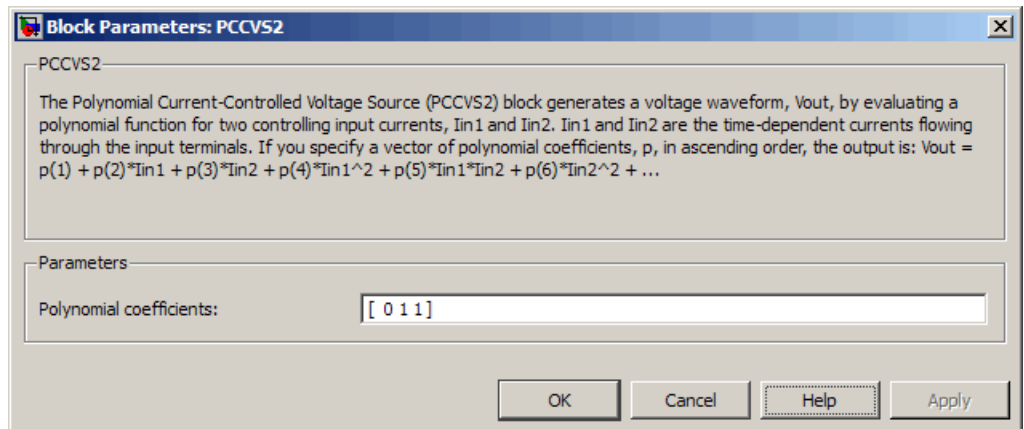 Block Parameters: PCCVS2
PCCVS2
The Polynomial Current-Controlled Voltage Source (PCCVS2) block generates a voltage waveform, Vout, by evaluating a
polynomial function for two controlling input currents, Iin1 and Iin2. Iin1 and Iin2 are the time-dependent currents flowing
through the input terminals. If you specify a vector of polynomial coefficients, p, in ascending order, the output is: Vout =
p(1) + p(2)*Iin1 + p(3)*Iin2 + p(4)*Iin1^2 + p(5)*Iin1*Iin2 + p(6)*Iin2^2 + ...
Parameters
Polynomial coefficients: [ 0 1 1]
OK Cancel Help Apply